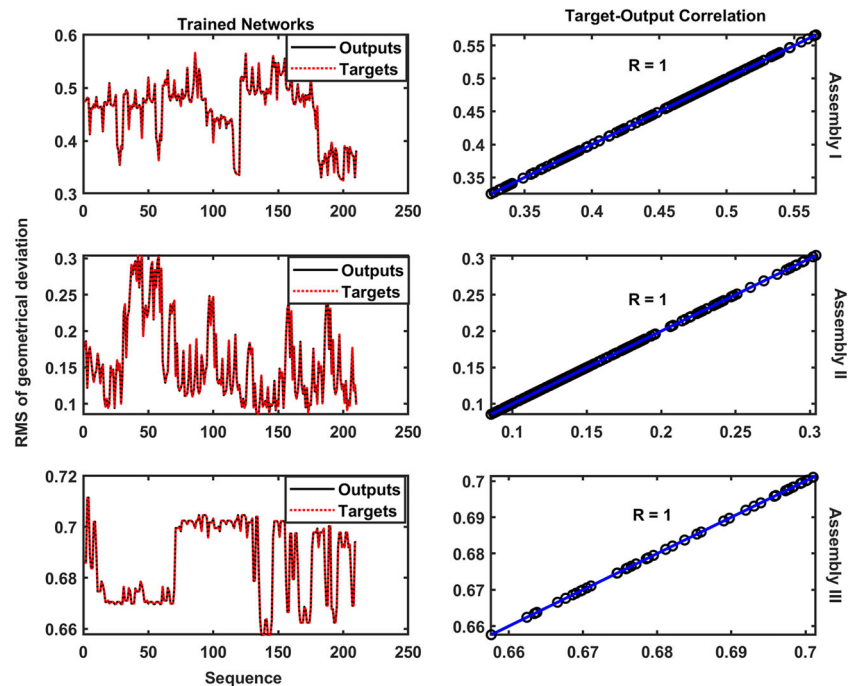 Trained Networks
0.6
0.5
0.4
0.3
0 50 100 150 200 250
Outputs
Targets
Target-Output Correlation
0.55
0.5
0.45
0.4
0.35
0.35 0.4 0.45 0.5 0.55
R = 1
Assembly I
RMS of geometrical deviation
0.3
0.25
0.2
0.15
0.1
0 50 100 150 200 250
Outputs
Targets
0.3
0.25
0.2
0.15
0.1
0.1 0.15 0.2 0.25 0.3
R = 1
Assembly II
0.72
0.7
0.68
0.66
0 50 100 150 200 250
Outputs
Targets
Sequence
0.7
0.69
0.68
0.67
0.66
0.66 0.67 0.68 0.69 0.7
R = 1
Assembly III